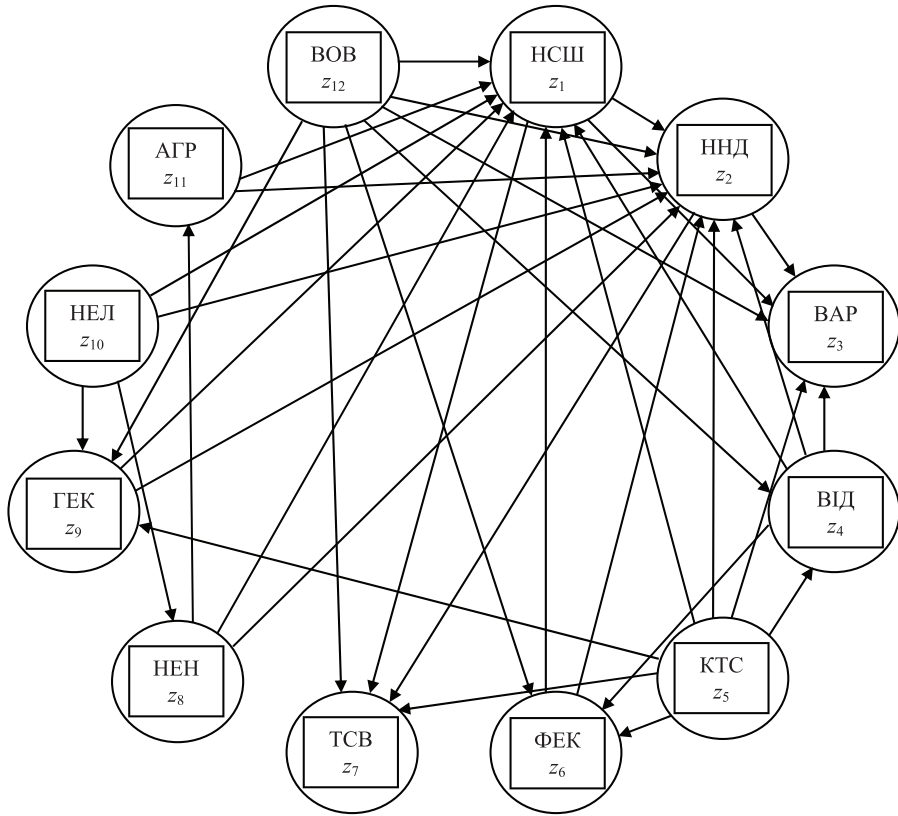 ВОВ
z12
НСШ
z1
АГР
z11
ННД
z2
НЕЛ
z10
ВАР
z3
ГЕК
z9
ВІД
z4
НЕН
z8
КТС
z5
ТСВ
z7
ФЕК
z6